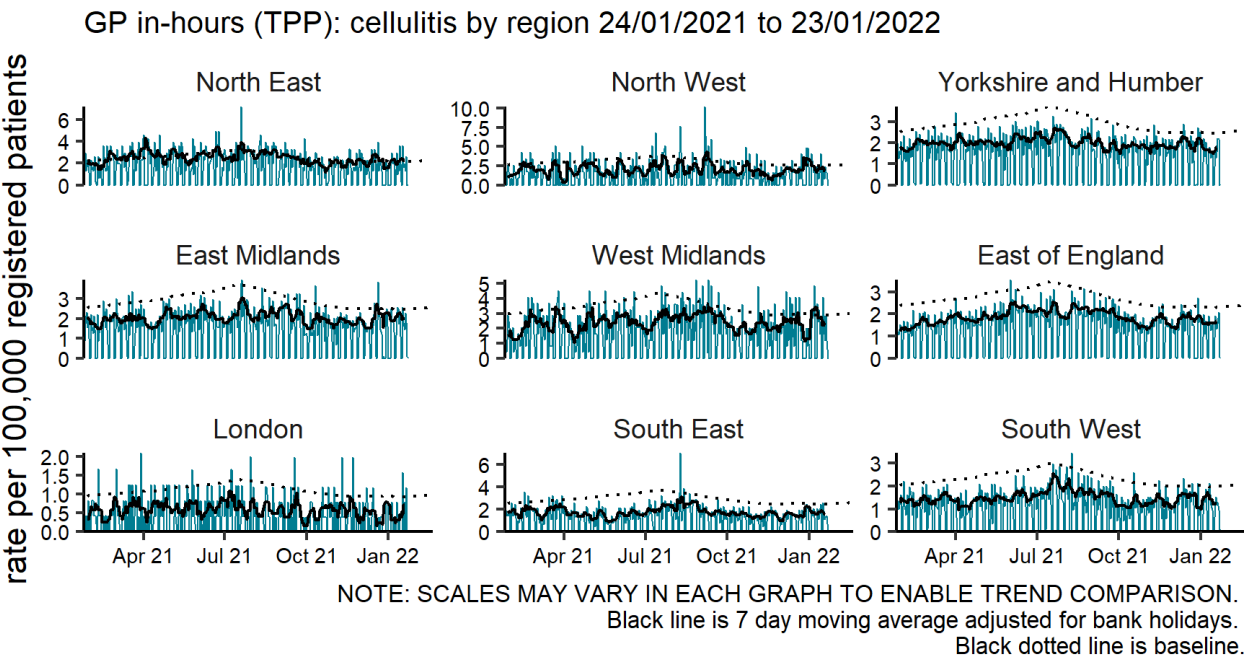 GP in-hours (TPP): cellulitis by region 24/01/2021 to 23/01/2022
rate per 100,000 registered patients
North East
6
4
2
0
North West
10.0
7.5
5.0
2.5
0.0
Yorkshire and Humber
3
2
1
0
East Midlands
3
2
1
0
West Midlands
5
4
3
2
1
0
East of England
3
2
1
0
London
2.0
1.5
1.0
0.5
0.0
Apr 21 Jul 21 Oct 21 Jan 22
South East
6
4
2
0
Apr 21 Jul 21 Oct 21 Jan 22
South West
3
2
1
0
Apr 21 Jul 21 Oct 21 Jan 22
NOTE: SCALES MAY VARY IN EACH GRAPH TO ENABLE TREND COMPARISON.
Black line is 7 day moving average adjusted for bank holidays.
Black dotted line is baseline.